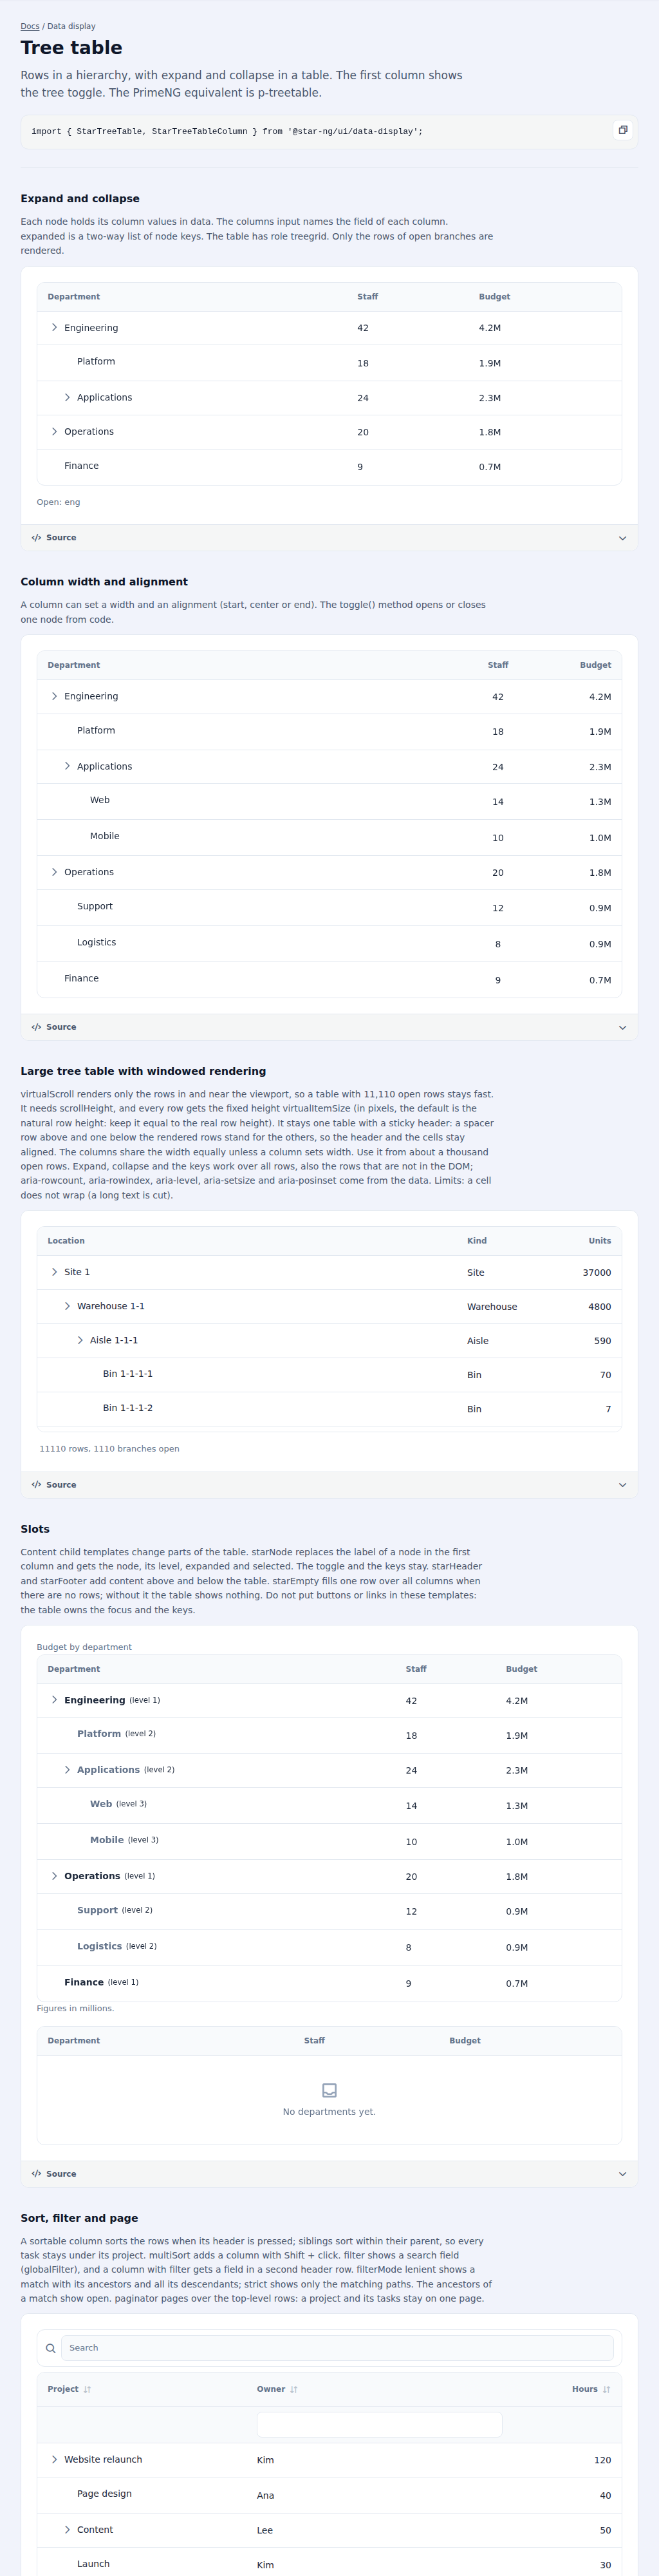 Docs / Data display
Tree table
Rows in a hierarchy, with expand and collapse in a table. The first column shows
the tree toggle. The PrimeNG equivalent is p-treetable.
import { StarTreeTable, StarTreeTableColumn } from '@star-ng/ui/data-display';
Expand and collapse
Each node holds its column values in data. The columns input names the field of each column.
expanded is a two-way list of node keys. The table has role treegrid. Only the rows of open branches are
rendered.
Department Staff Budget
Engineering 42 4.2M
Platform 18 1.9M
Applications 24 2.3M
Operations 20 1.8M
Finance 9 0.7M
Open: eng
Source
Column width and alignment
A column can set a width and an alignment (start, center or end). The toggle() method opens or closes
one node from code.
Department Staff Budget
Engineering 42 4.2M
Platform 18 1.9M
Applications 24 2.3M
Web 14 1.3M
Mobile 10 1.0M
Operations 20 1.8M
Support 12 0.9M
Logistics 8 0.9M
Finance 9 0.7M
Source
Large tree table with windowed rendering
virtualScroll renders only the rows in and near the viewport, so a table with 11,110 open rows stays fast.
It needs scrollHeight, and every row gets the fixed height virtualItemSize (in pixels, the default is the
natural row height: keep it equal to the real row height). It stays one table with a sticky header: a spacer
row above and one below the rendered rows stand for the others, so the header and the cells stay
aligned. The columns share the width equally unless a column sets width. Use it from about a thousand
open rows. Expand, collapse and the keys work over all rows, also the rows that are not in the DOM;
aria-rowcount, aria-rowindex, aria-level, aria-setsize and aria-posinset come from the data. Limits: a cell
does not wrap (a long text is cut).
Location Kind Units
Site 1 Site 37000
Warehouse 1-1 Warehouse 4800
Aisle 1-1-1 Aisle 590
Bin 1-1-1-1 Bin 70
Bin 1-1-1-2 Bin 7
11110 rows, 1110 branches open
Source
Slots
Content child templates change parts of the table. starNode replaces the label of a node in the first
column and gets the node, its level, expanded and selected. The toggle and the keys stay. starHeader
and starFooter add content above and below the table. starEmpty fills one row over all columns when
there are no rows; without it the table shows nothing. Do not put buttons or links in these templates:
the table owns the focus and the keys.
Budget by department
Department Staff Budget
Engineering (level 1) 42 4.2M
Platform (level 2) 18 1.9M
Applications (level 2) 24 2.3M
Web (level 3) 14 1.3M
Mobile (level 3) 10 1.0M
Operations (level 1) 20 1.8M
Support (level 2) 12 0.9M
Logistics (level 2) 8 0.9M
Finance (level 1) 9 0.7M
Figures in millions.
Department Staff Budget
No departments yet.
Source
Sort, filter and page
A sortable column sorts the rows when its header is pressed; siblings sort within their parent, so every
task stays under its project. multiSort adds a column with Shift + click. filter shows a search field
(globalFilter), and a column with filter gets a field in a second header row. filterMode lenient shows a
match with its ancestors and all its descendants; strict shows only the matching paths. The ancestors of
a match show open. paginator pages over the top-level rows: a project and its tasks stay on one page.
Search
Project Owner Hours
Website relaunch Kim 120
Page design Ana 40
Content Lee 50
Launch Kim 30